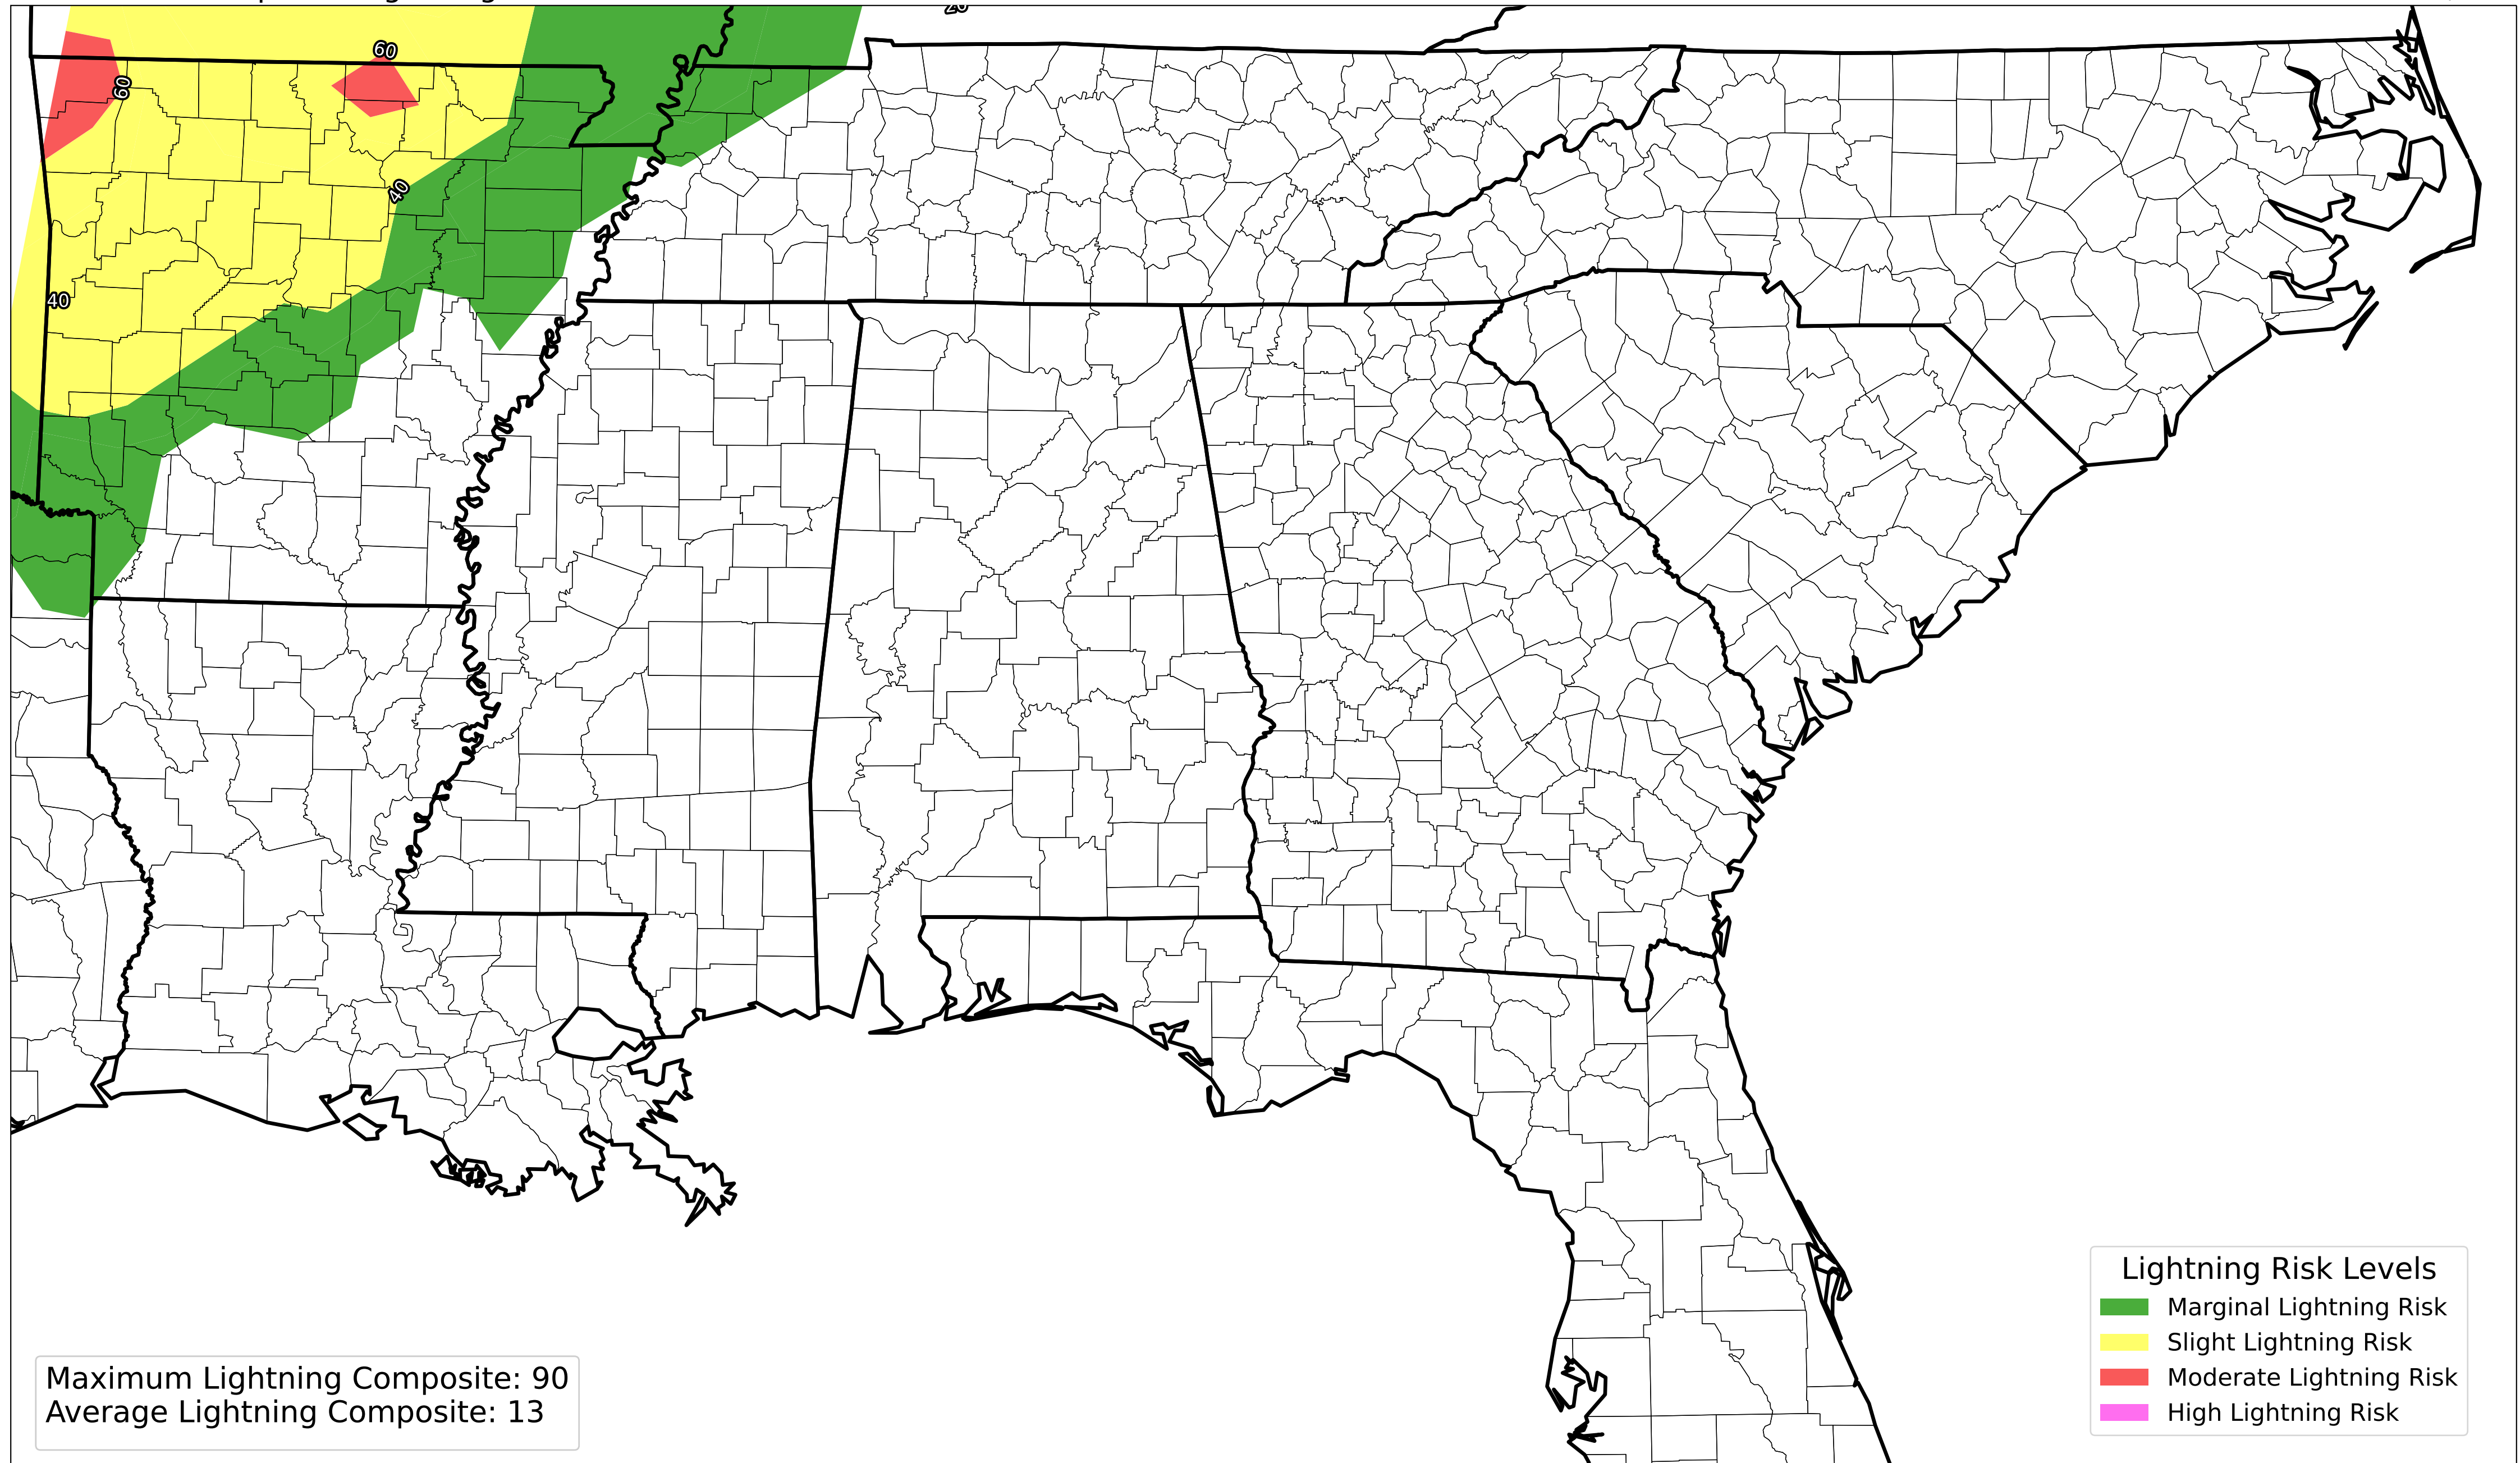 20
60
60
40
40
Lightning Risk Levels
Marginal Lightning Risk
Slight Lightning Risk
Moderate Lightning Risk
High Lightning Risk
Maximum Lightning Composite: 90
Average Lightning Composite: 13